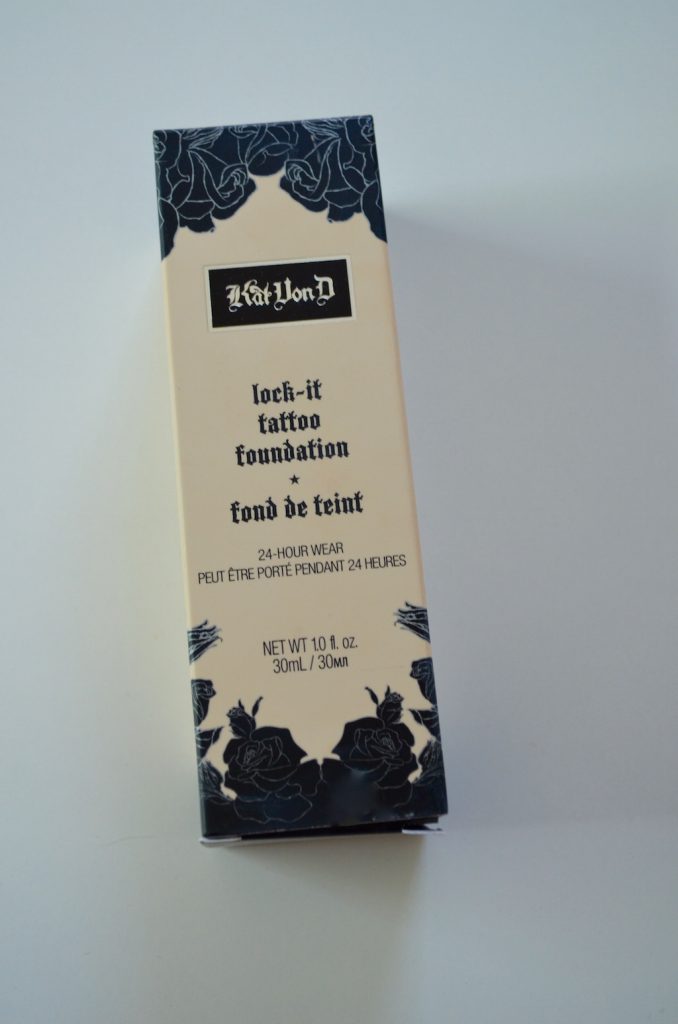 Kat Von D
lock-it
tattoo
foundation
★
fond de teint
24-HOUR WEAR
PEUT ÊTRE PORTÉ PENDANT 24 HEURES
NET WT 1.0 fl. oz.
30mL / 30мл